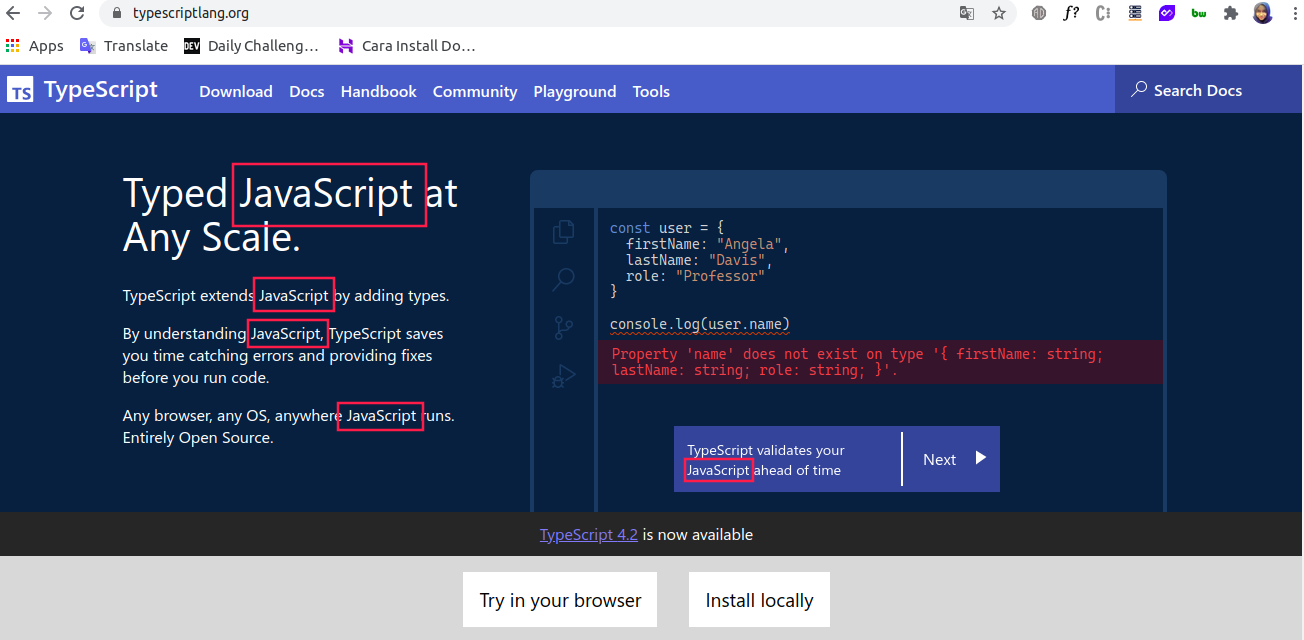 typescriptlang.org
Apps Translate DEV Daily Challeng... Cara Install Do...
TS TypeScript Download Docs Handbook Community Playground Tools Search Docs
Typed JavaScript at
Any Scale.
TypeScript extends JavaScript by adding types.
By understanding JavaScript, TypeScript saves
you time catching errors and providing fixes
before you run code.
Any browser, any OS, anywhere JavaScript runs.
Entirely Open Source.
const user = {
firstName: "Angela",
lastName: "Davis",
role: "Professor"
}
console.log(user.name)
Property 'name' does not exist on type '{ firstName: string;
lastName: string; role: string; }'.
TypeScript validates your
JavaScript ahead of time
Next
TypeScript 4.2 is now available
Try in your browser Install locally